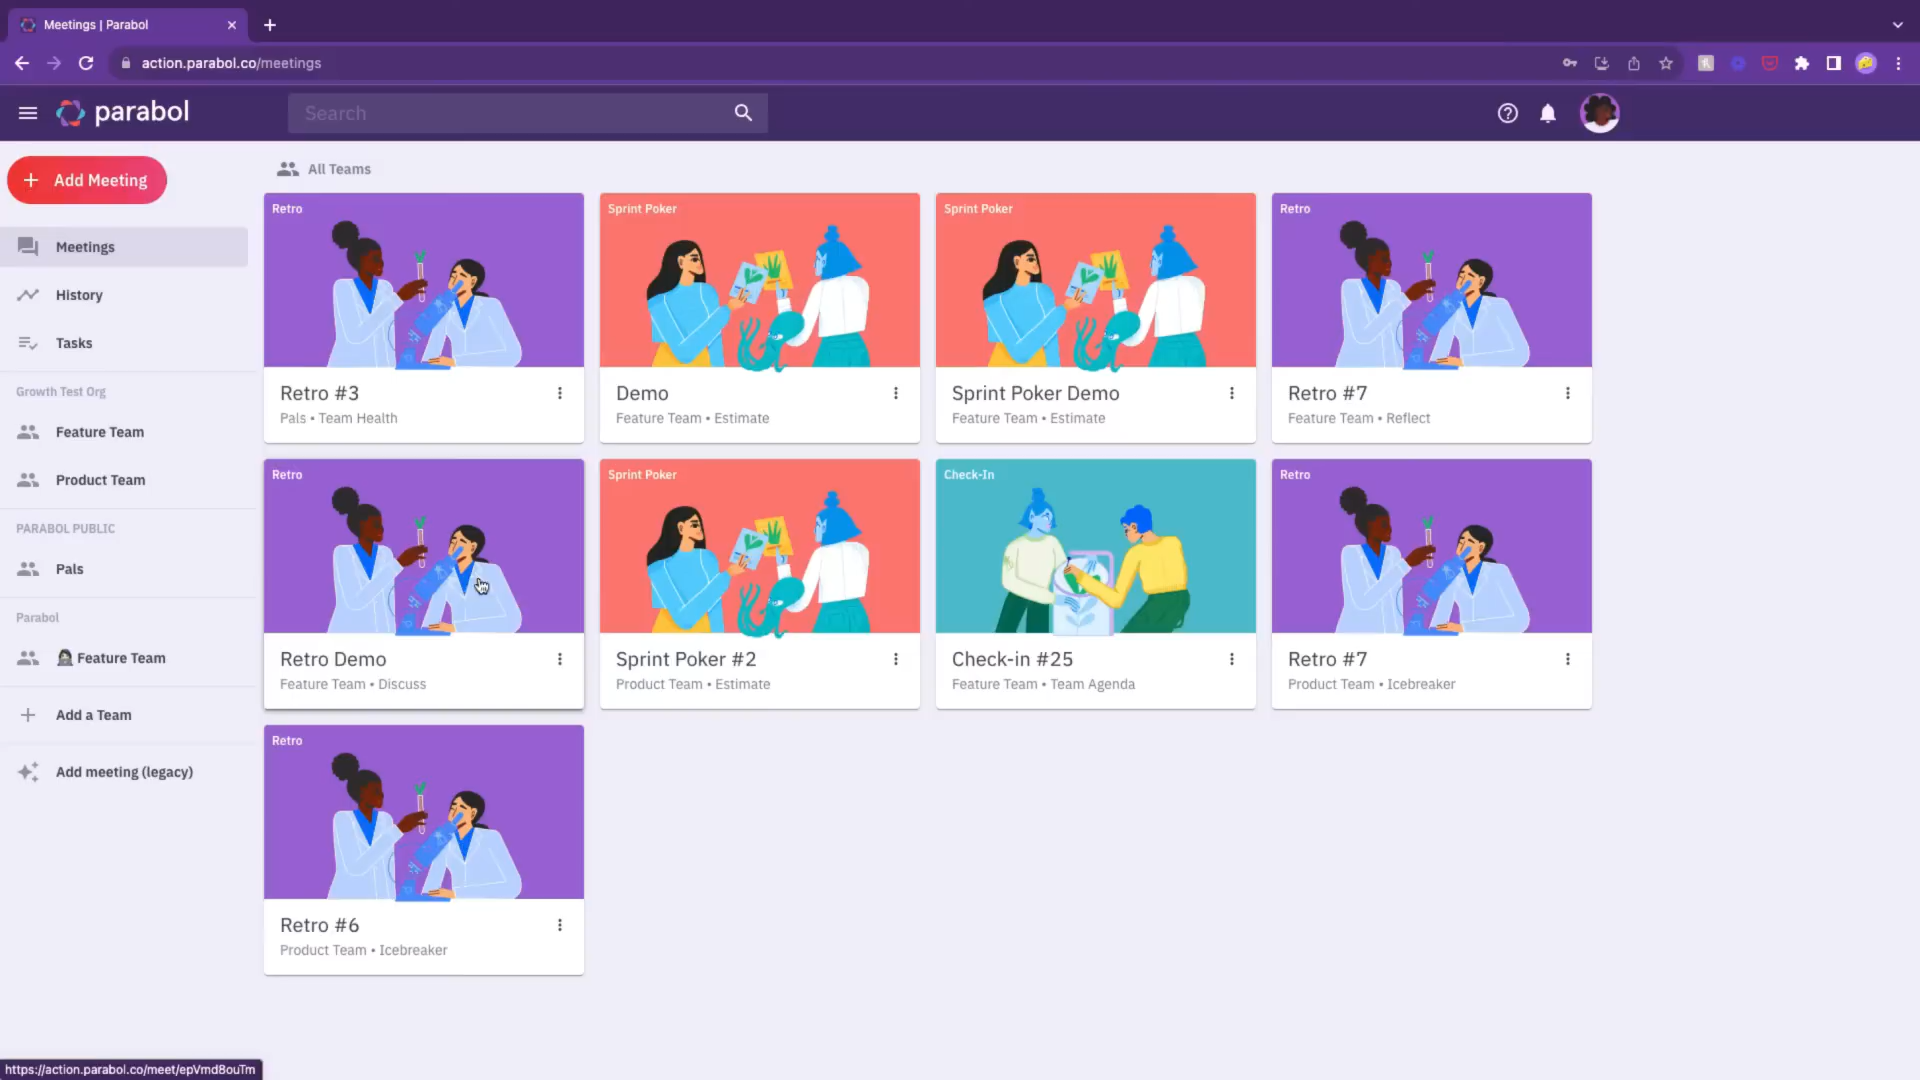 Meetings | Parabol
action.parabol.co/meetings
parabol
Search
Add Meeting
Meetings
History
Tasks
Growth Test Org
Feature Team
Product Team
PARABOL PUBLIC
Pals
Parabol
Feature Team
Add a Team
Add meeting (legacy)
All Teams
Retro
Retro #3
Pals • Team Health
Sprint Poker
Demo
Feature Team • Estimate
Sprint Poker
Sprint Poker Demo
Feature Team • Estimate
Retro
Retro #7
Feature Team • Reflect
Retro
Retro Demo
Feature Team • Discuss
Sprint Poker
Sprint Poker #2
Product Team • Estimate
Check-In
Check-in #25
Feature Team • Team Agenda
Retro
Retro #7
Product Team • Icebreaker
Retro
Retro #6
Product Team • Icebreaker
https://action.parabol.co/meet/epVmd8ouTm